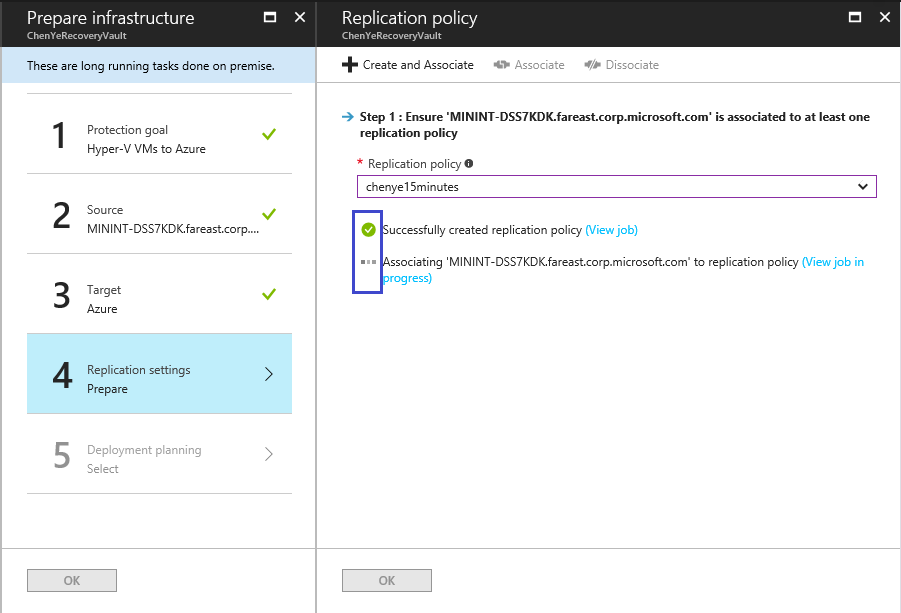 Prepare infrastructure
ChenYeRecoveryVault
These are long running tasks done on premise.
1
Protection goal
Hyper-V VMs to Azure
2
Source
MININT-DSS7KDK.fareast.corp....
3
Target
Azure
4
Replication settings
Prepare
5
Deployment planning
Select
OK
Replication policy
ChenYeRecoveryVault
Create and Associate
Associate
Dissociate
Step 1 : Ensure 'MININT-DSS7KDK.fareast.corp.microsoft.com' is associated to at least one
replication policy
* Replication policy
chenye15minutes
Successfully created replication policy (View job)
Associating 'MININT-DSS7KDK.fareast.corp.microsoft.com' to replication policy (View job in
progress)
OK